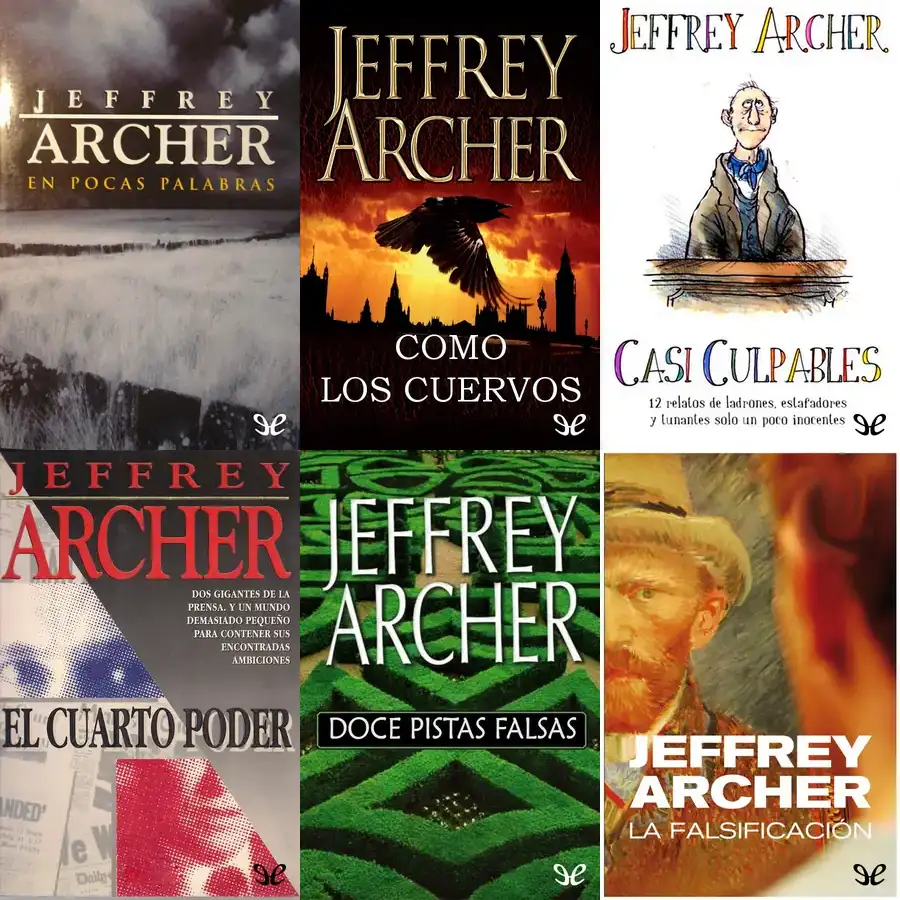 JEFFREY
ARCHER
EN POCAS PALABRAS
JEFFREY
ARCHER
COMO
LOS CUERVOS
JEFFREY ARCHER
CASI CULPABLES
12 relatos de ladrones, estafadores
y tunantes solo un poco inocentes
JEFFREY
ARCHER
DOS GIGANTES DE LA
PRENSA. Y UN MUNDO
DEMASIADO PEQUEÑO
PARA CONTENER SUS
ENCONTRADAS
AMBICIONES
EL CUARTO PODER
ANDED'
JEFFREY
ARCHER
DOCE PISTAS FALSAS
JEFFREY
ARCHER
LA FALSIFICACIÓN